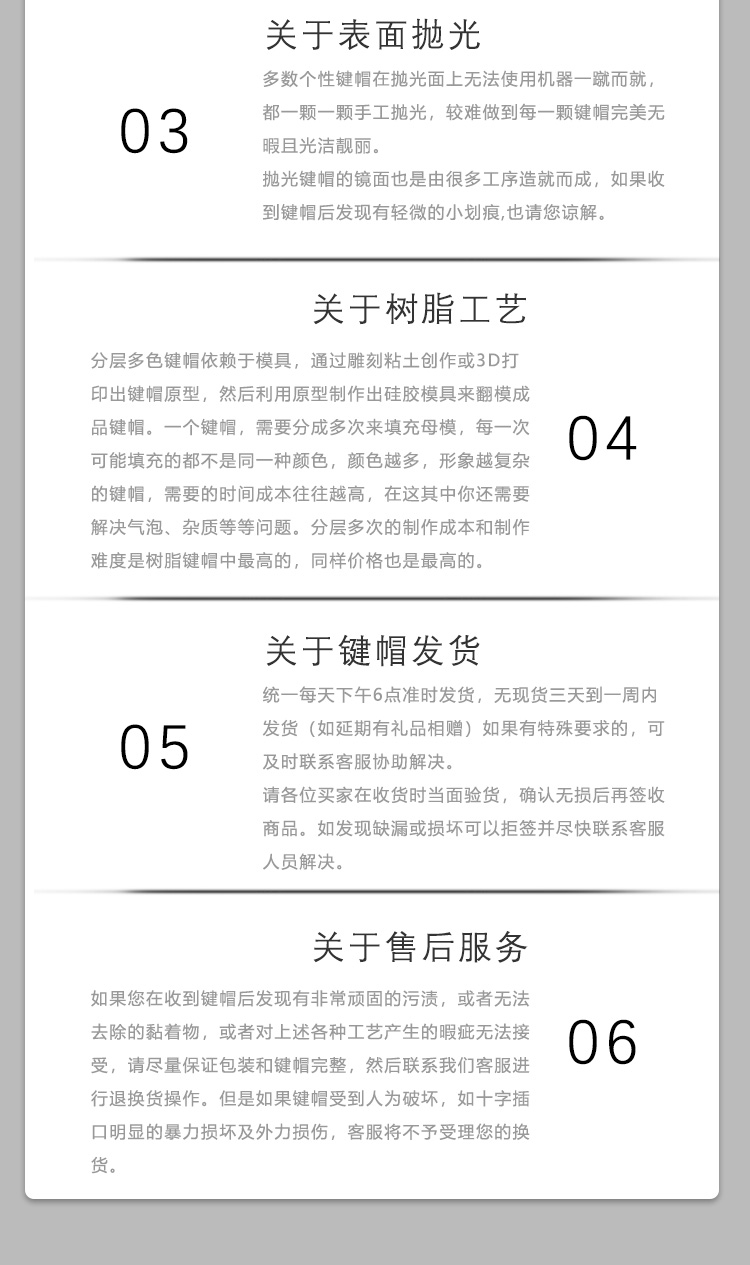 关于表面抛光
03
多数个性键帽在抛光面上无法使用机器一蹴而就，
都一颗一颗手工抛光，较难做到每一颗键帽完美无
暇且光洁靓丽。
抛光键帽的镜面也是由很多工序造就而成，如果收
到键帽后发现有轻微的小划痕,也请您谅解。
关于树脂工艺
分层多色键帽依赖于模具，通过雕刻粘土创作或3D打
印出键帽原型，然后利用原型制作出硅胶模具来翻模成
品键帽。一个键帽，需要分成多次来填充母模，每一次
可能填充的都不是同一种颜色，颜色越多，形象越复杂
的键帽，需要的时间成本往往越高，在这其中你还需要
解决气泡、杂质等等问题。分层多次的制作成本和制作
难度是树脂键帽中最高的，同样价格也是最高的。
04
关于键帽发货
05
统一每天下午6点准时发货，无现货三天到一周内
发货（如延期有礼品相赠）如果有特殊要求的，可
及时联系客服协助解决。
请各位买家在收货时当面验货，确认无损后再签收
商品。如发现缺漏或损坏可以拒签并尽快联系客服
人员解决。
关于售后服务
如果您在收到键帽后发现有非常顽固的污渍，或者无法
去除的黏着物，或者对上述各种工艺产生的暇疵无法接
受，请尽量保证包装和键帽完整，然后联系我们客服进
行退换货操作。但是如果键帽受到人为破坏，如十字插
口明显的暴力损坏及外力损伤，客服将不予受理您的换
货。
06